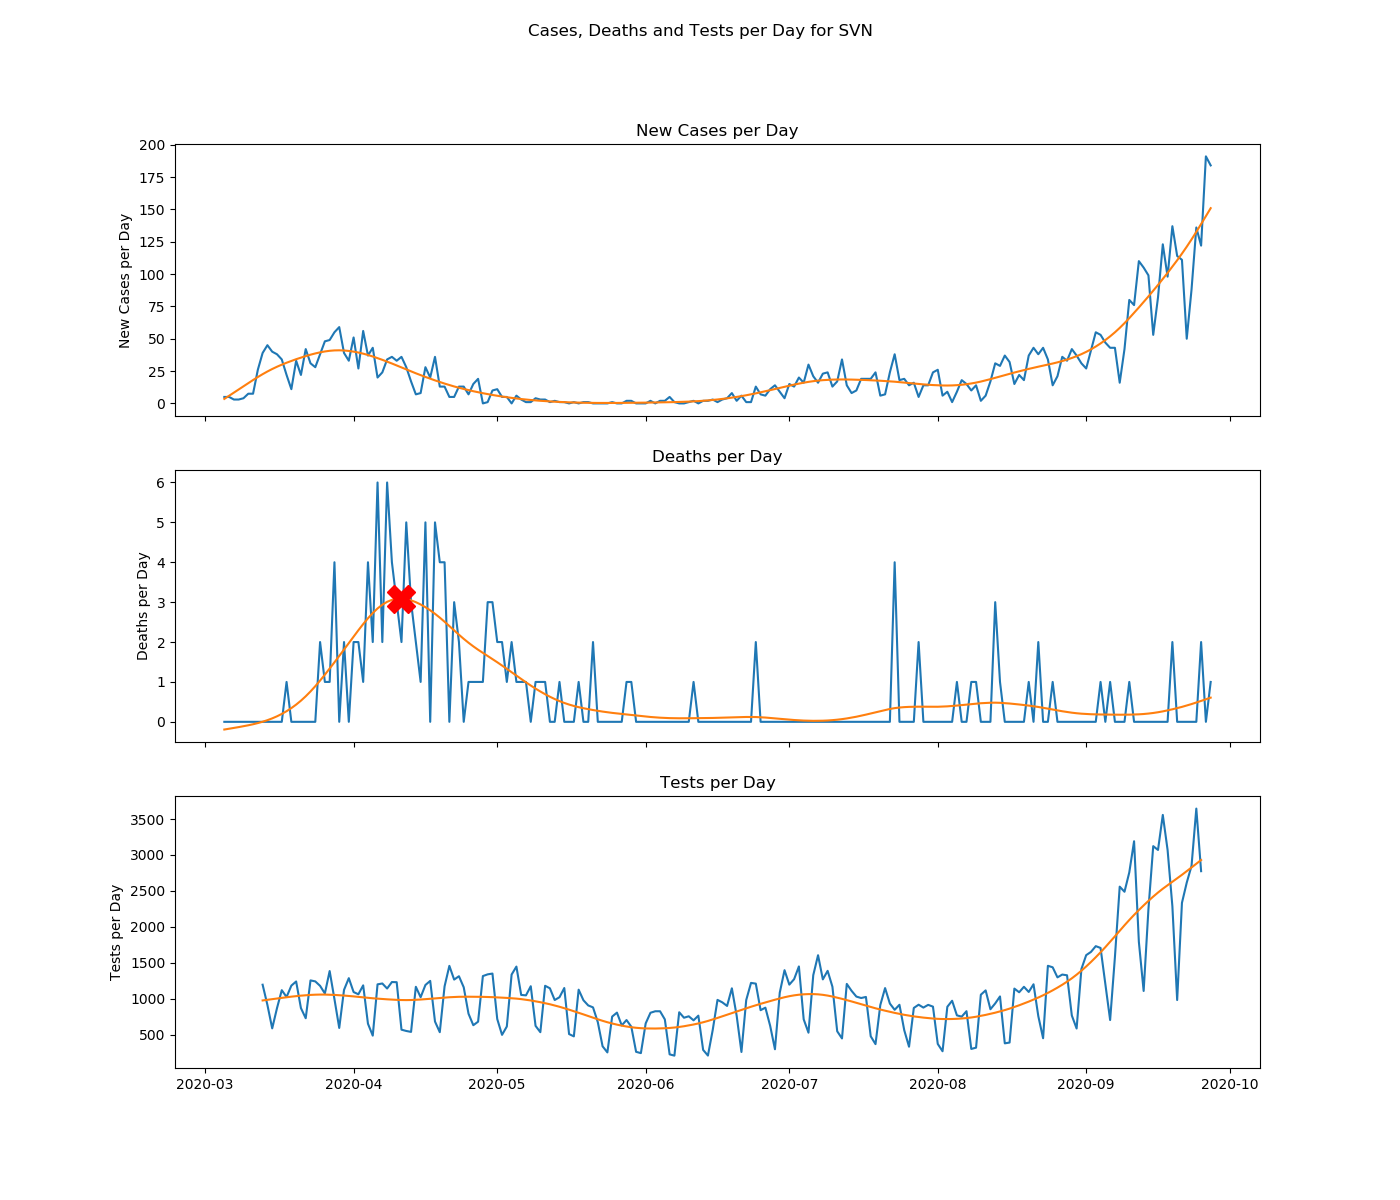 Cases, Deaths and Tests per Day for SVN
New Cases per Day
New Cases per Day
200
175
150
125
100
75
50
25
0
Deaths per Day
Deaths per Day
6
5
4
3
2
1
0
Tests per Day
Tests per Day
3500
3000
2500
2000
1500
1000
500
2020-03 2020-04 2020-05 2020-06 2020-07 2020-08 2020-09 2020-10